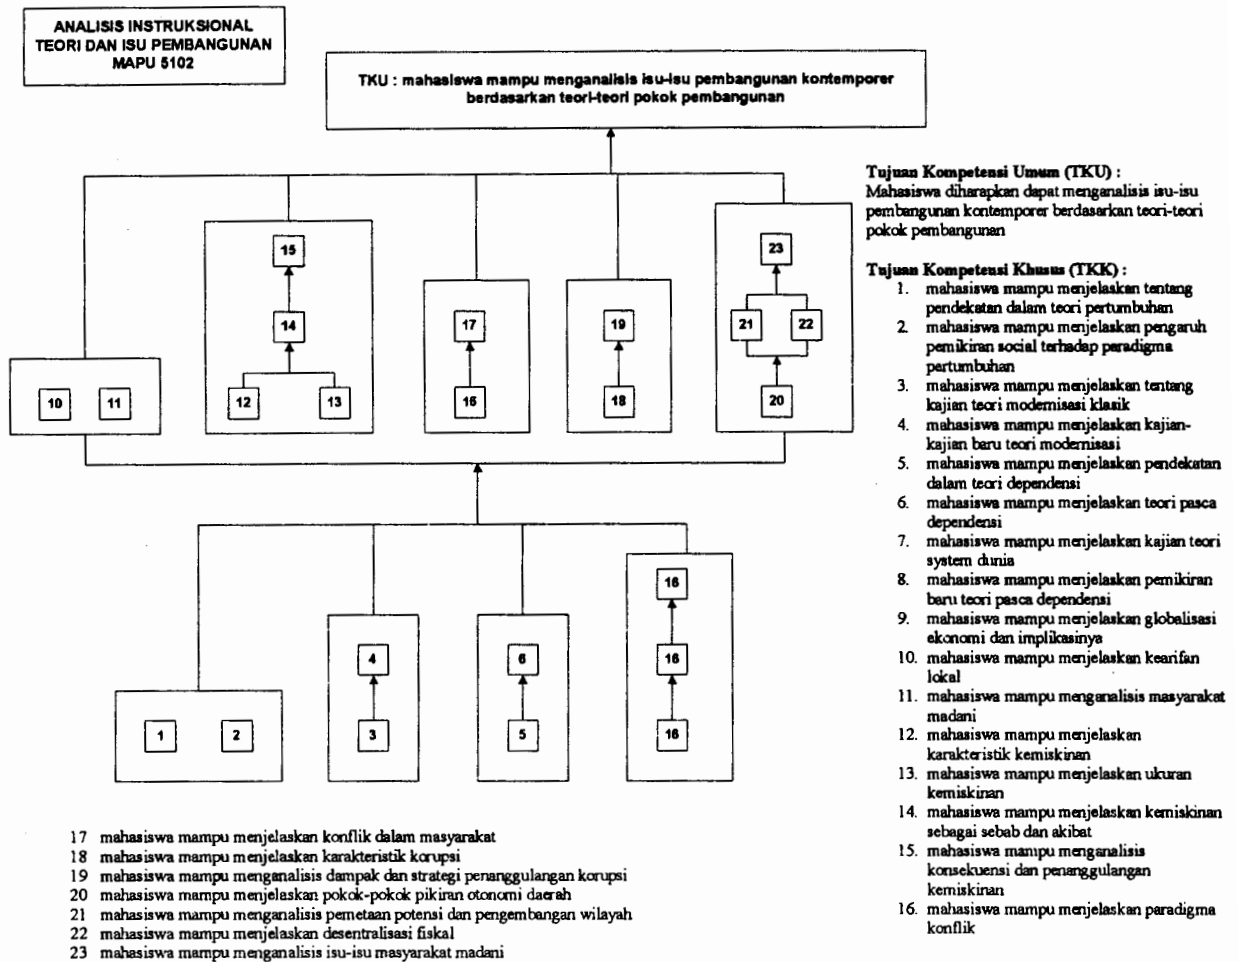 ANALISIS INSTRUKSIONAL
TEORI DAN ISU PEMBANGUNAN
MAPU 5102
TKU : mahasiswa mampu menganalisis isu-isu pembangunan kontemporer
berdasarkan teori-teori pokok pembangunan
15
14
12
13
10
11
17
16
19
18
23
21
22
20
4
3
6
5
16
16
16
1
2
Tujuan Kompetensi Umum (TKU) :
Mahasiswa diharapkan dapat menganalisis isu-isu
pembangunan kontemporer berdasarkan teori-teori
pokok pembangunan
Tujuan Kompetensi Khusus (TKK) :
1. mahasiswa mampu menjelaskan tentang
pendekatan dalam teori pertumbuhan
2. mahasiswa mampu menjelaskan pengaruh
pemikiran social terhadap paradigma
pertumbuhan
3. mahasiswa mampu menjelaskan tentang
kajian teori modernisasi klasik
4. mahasiswa mampu menjelaskan kajian-
kajian baru teori modernisasi
5. mahasiswa mampu menjelaskan pendekatan
dalam teori dependensi
6. mahasiswa mampu menjelaskan teori pasca
dependensi
7. mahasiswa mampu menjelaskan kajian teori
system dunia
8. mahasiswa mampu menjelaskan pemikiran
baru teori pasca dependensi
9. mahasiswa mampu menjelaskan globalisasi
ekonomi dan implikasinya
10. mahasiswa mampu menjelaskan kearifan
lokal
11. mahasiswa mampu menganalisis masyarakat
madani
12. mahasiswa mampu menjelaskan
karakteristik kemiskinan
13. mahasiswa mampu menjelaskan ukuran
kemiskinan
14. mahasiswa mampu menjelaskan kemiskinan
sebagai sebab dan akibat
15. mahasiswa mampu menganalisis
konsekuensi dan penanggulangan
kemiskinan
16. mahasiswa mampu menjelaskan paradigma
konflik
17 mahasiswa mampu menjelaskan konflik dalam masyarakat
18 mahasiswa mampu menjelaskan karakteristik korupsi
19 mahasiswa mampu menganalisis dampak dan strategi penanggulangan korupsi
20 mahasiswa mampu menjelaskan pokok-pokok pikiran otonomi daerah
21 mahasiswa mampu menganalisis pemetaan potensi dan pengembangan wilayah
22 mahasiswa mampu menjelaskan desentralisasi fiskal
23 mahasiswa mampu menganalisis isu-isu masyarakat madani